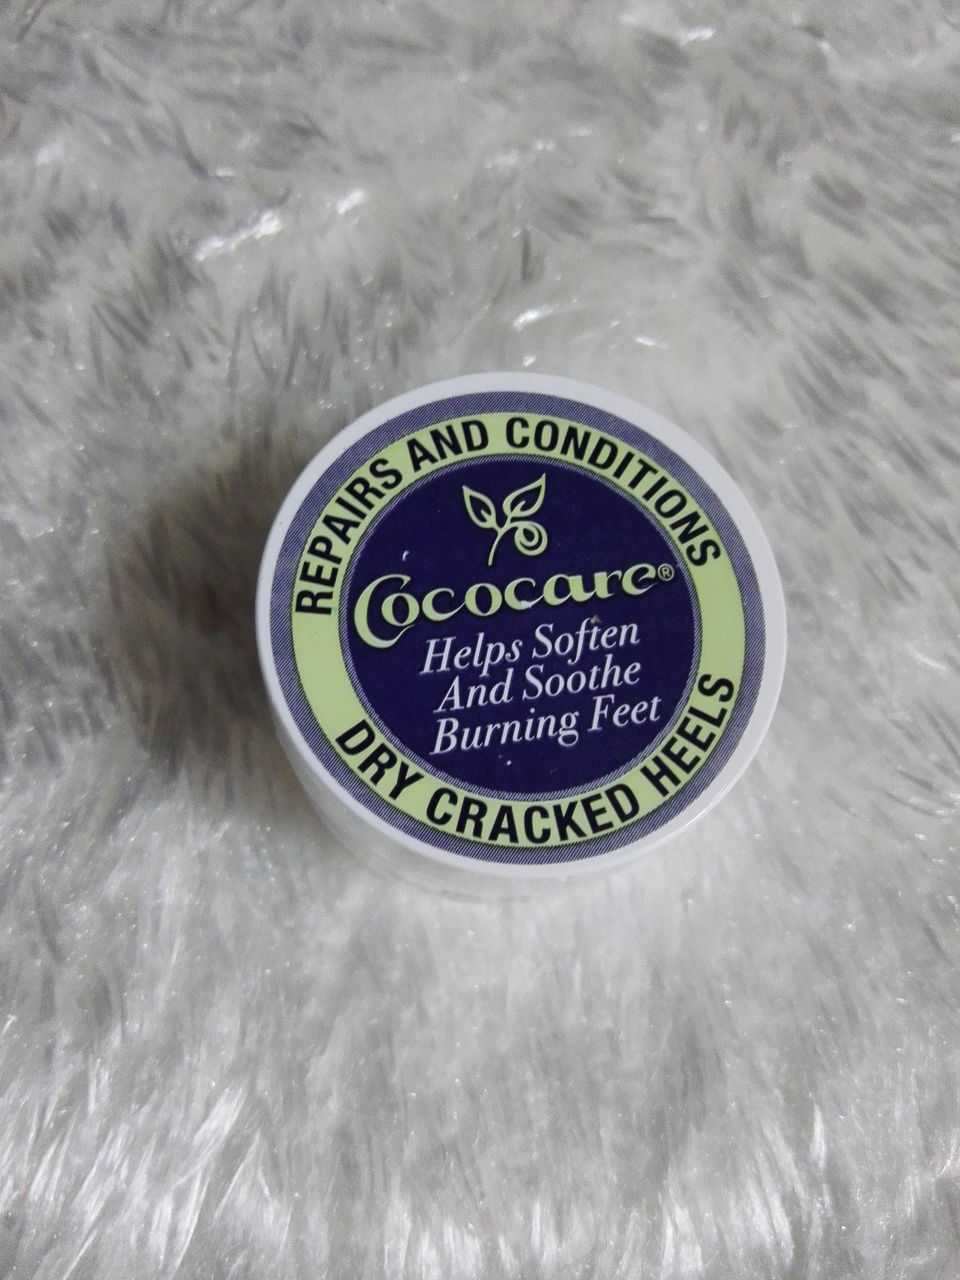 REPAIRS AND CONDITIONS
Cococare®
Helps Soften
And Soothe
Burning Feet
DRY CRACKED HEELS